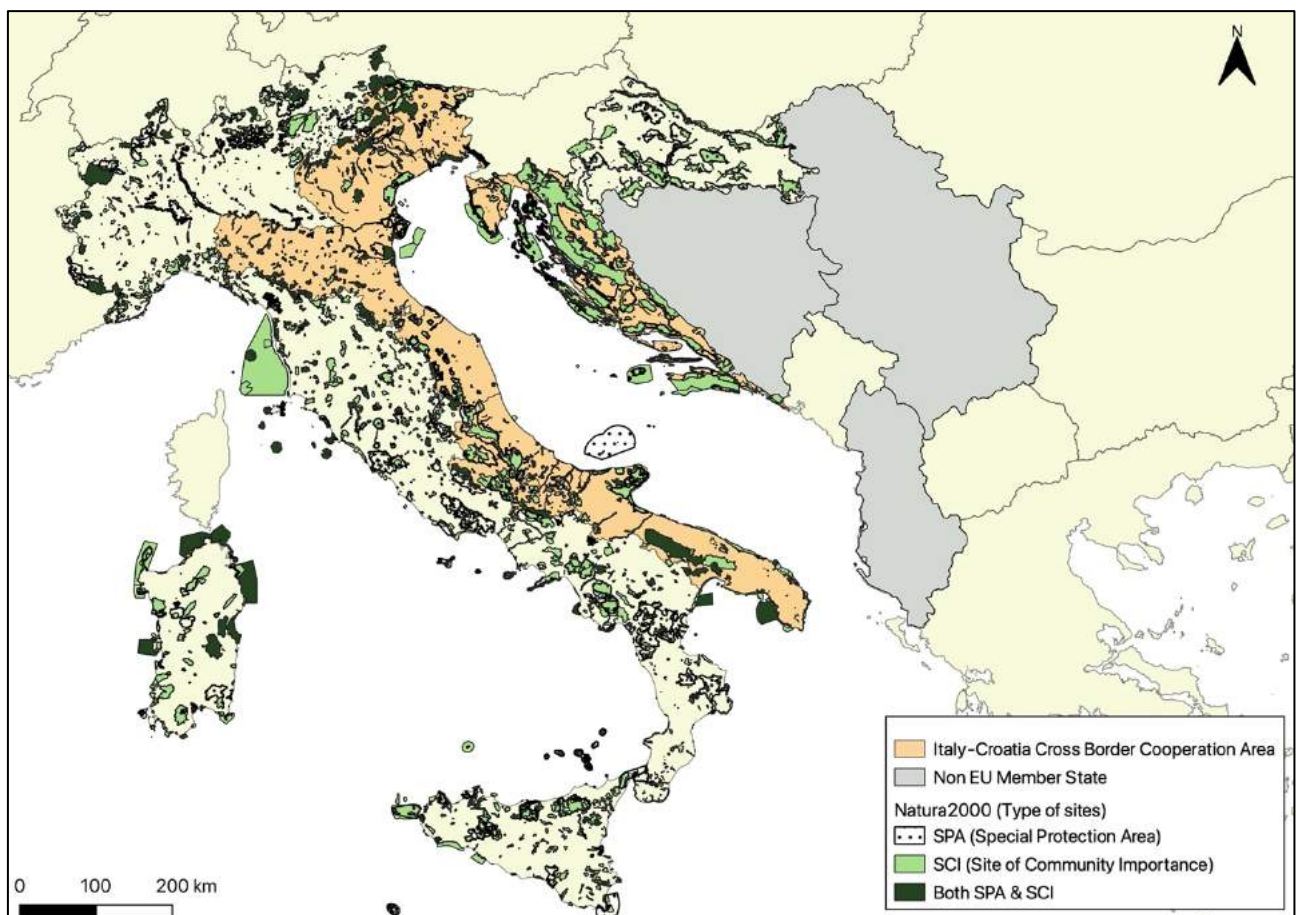 N
Italy-Croatia Cross Border Cooperation Area
Non EU Member State
Natura2000 (Type of sites)
SPA (Special Protection Area)
SCI (Site of Community Importance)
Both SPA & SCI
0 100 200 km